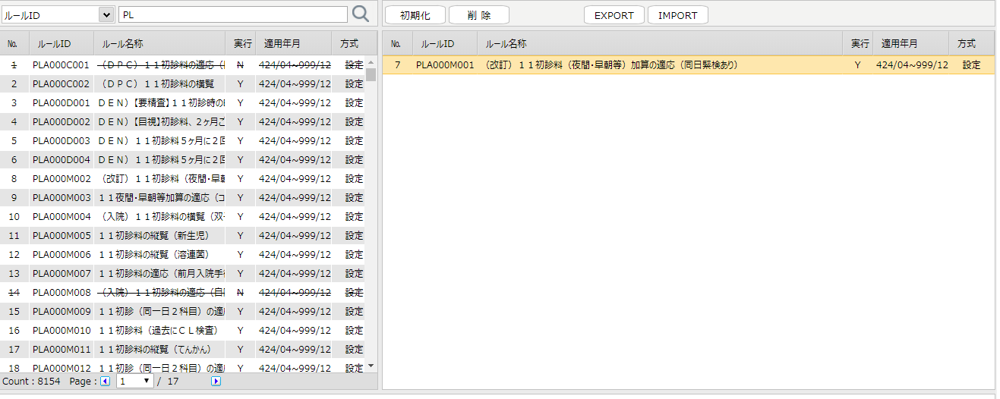 ルールID PL 初期化 削 除 EXPORT IMPORT
No. ルールID ルール名称 実行 適用年月 方式
1 PLA000C001 （ＤＰＣ）１１初診料の適応（ N 424/04~999/12 設定
2 PLA000C002 （ＤＰＣ）１１初診料の横覧 Y 424/04~999/12 設定
3 PLA000D001 ＤＥＮ）【要精査】１１初診時の Y 424/04~999/12 設定
4 PLA000D002 ＤＥＮ）【目視】初診料、２ヶ月ご Y 424/04~999/12 設定
5 PLA000D003 ＤＥＮ）１１初診料５ヶ月に２回 Y 424/04~999/12 設定
6 PLA000D004 ＤＥＮ）１１初診料５ヶ月に２回 Y 424/04~999/12 設定
8 PLA000M002 （改訂）１１初診料（夜間・早朝 Y 424/04~999/12 設定
9 PLA000M003 １１夜間・早朝等加算の適応（コ Y 424/04~999/12 設定
10 PLA000M004 （入院）１１初診料の横覧（双 Y 424/04~999/12 設定
11 PLA000M005 １１初診料の縦覧（新生児） Y 424/04~999/12 設定
12 PLA000M006 １１初診料の縦覧（溶連菌） Y 424/04~999/12 設定
13 PLA000M007 １１初診料の適応（前月入院手 Y 424/04~999/12 設定
14 PLA000M008 （入院）１１初診料の適応（自 N 424/04~999/12 設定
15 PLA000M009 １１初診（同一日２科目）の適 Y 424/04~999/12 設定
16 PLA000M010 １１初診料（過去にＣＬ検査） Y 424/04~999/12 設定
17 PLA000M011 １１初診料の縦覧（てんかん） Y 424/04~999/12 設定
18 PLA000M012 １１初診（同一日２科目）の適 Y 424/04~999/12 設定
Count : 8154 Page : 1 / 17
No. ルールID ルール名称 実行 適用年月 方式
7 PLA000M001 （改訂）１１初診料（夜間・早朝等）加算の適応（同日緊検あり） Y 424/04~999/12 設定